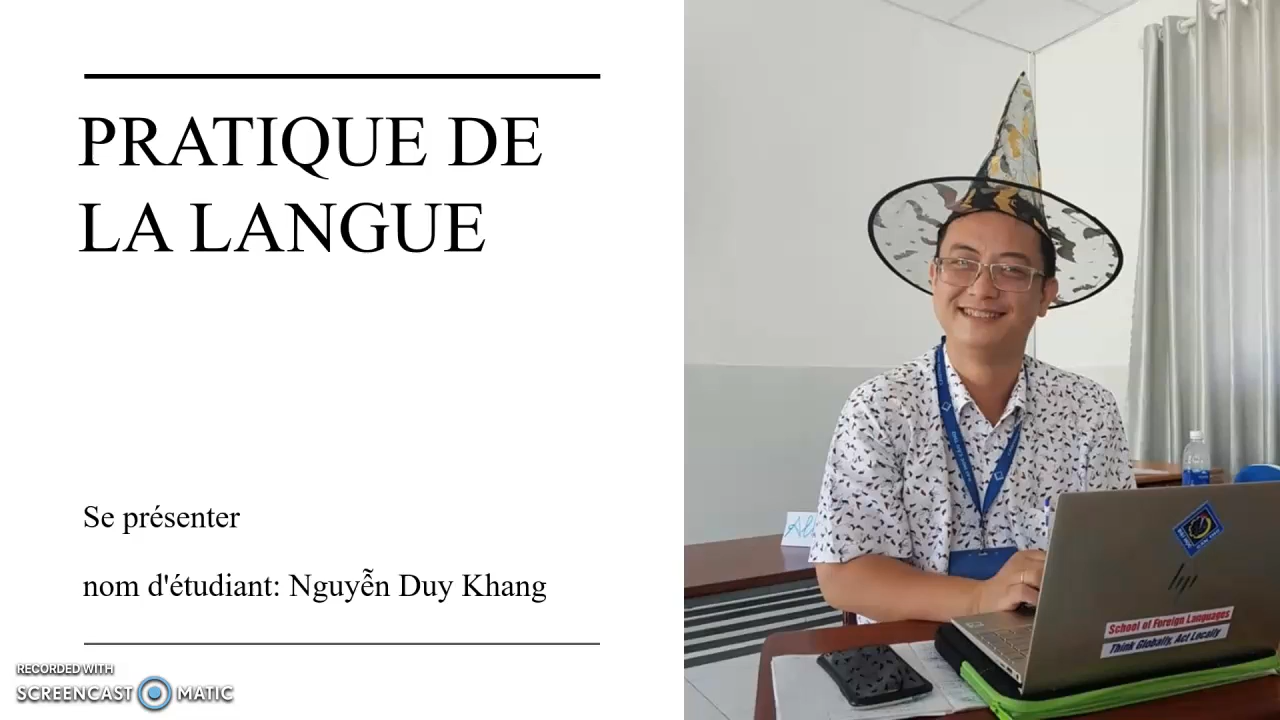 PRATIQUE DE
LA LANGUE
Se présenter
nom d'étudiant: Nguyễn Duy Khang
RECORDED WITH
SCREENCAST MATIC
hp
School of Foreign Languages
Think Globally, Act Locally